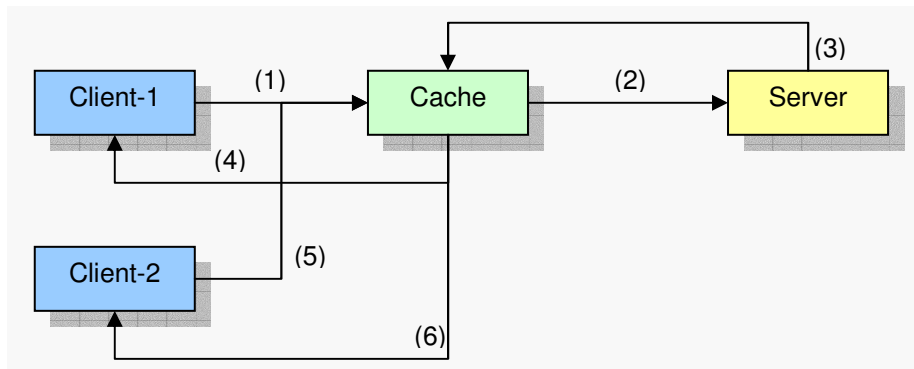 (3)
Client-1
(1)
Cache
(2)
Server
(4)
(5)
Client-2
(6)